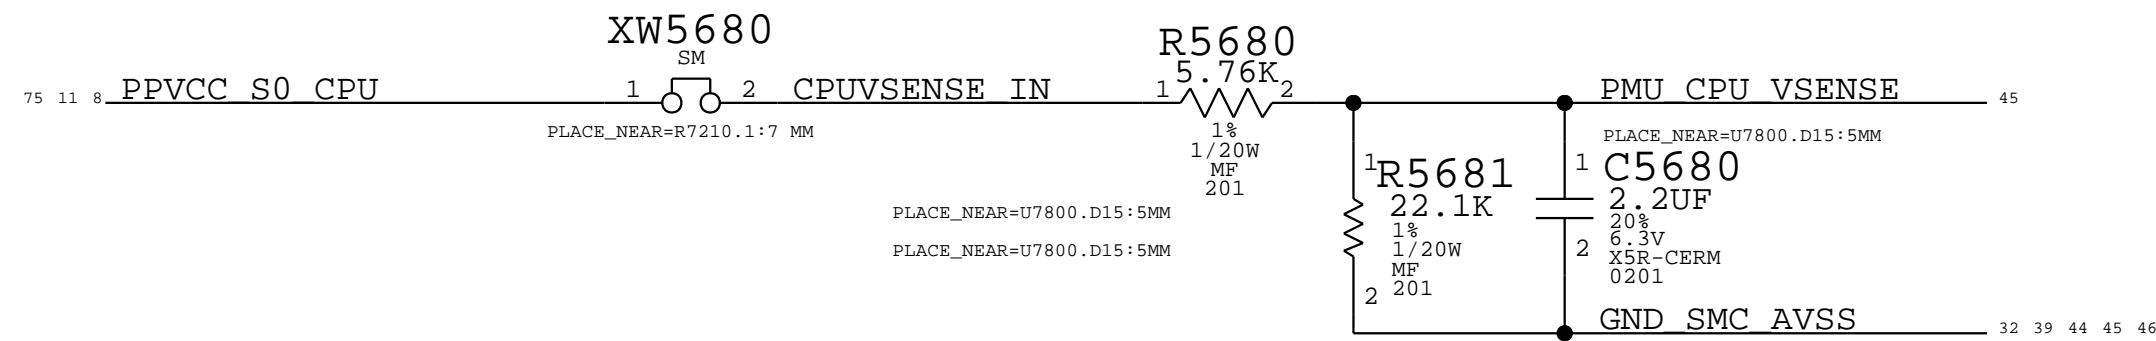 XW5680
SM
75 11 8 PPVCC_S0_CPU 1 2 CPUVSENSE_IN
PLACE_NEAR=R7210.1:7 MM
R5680
5.76K
1 2
1%
1/20W
MF
201
PLACE_NEAR=U7800.D15:5MM
PLACE_NEAR=U7800.D15:5MM
1
R5681
22.1K
1%
1/20W
MF
201
2
PMU_CPU_VSENSE 45
PLACE_NEAR=U7800.D15:5MM
1 C5680
2.2UF
20%
6.3V
2
X5R-CERM
0201
GND_SMC_AVSS 32 39 44 45 46